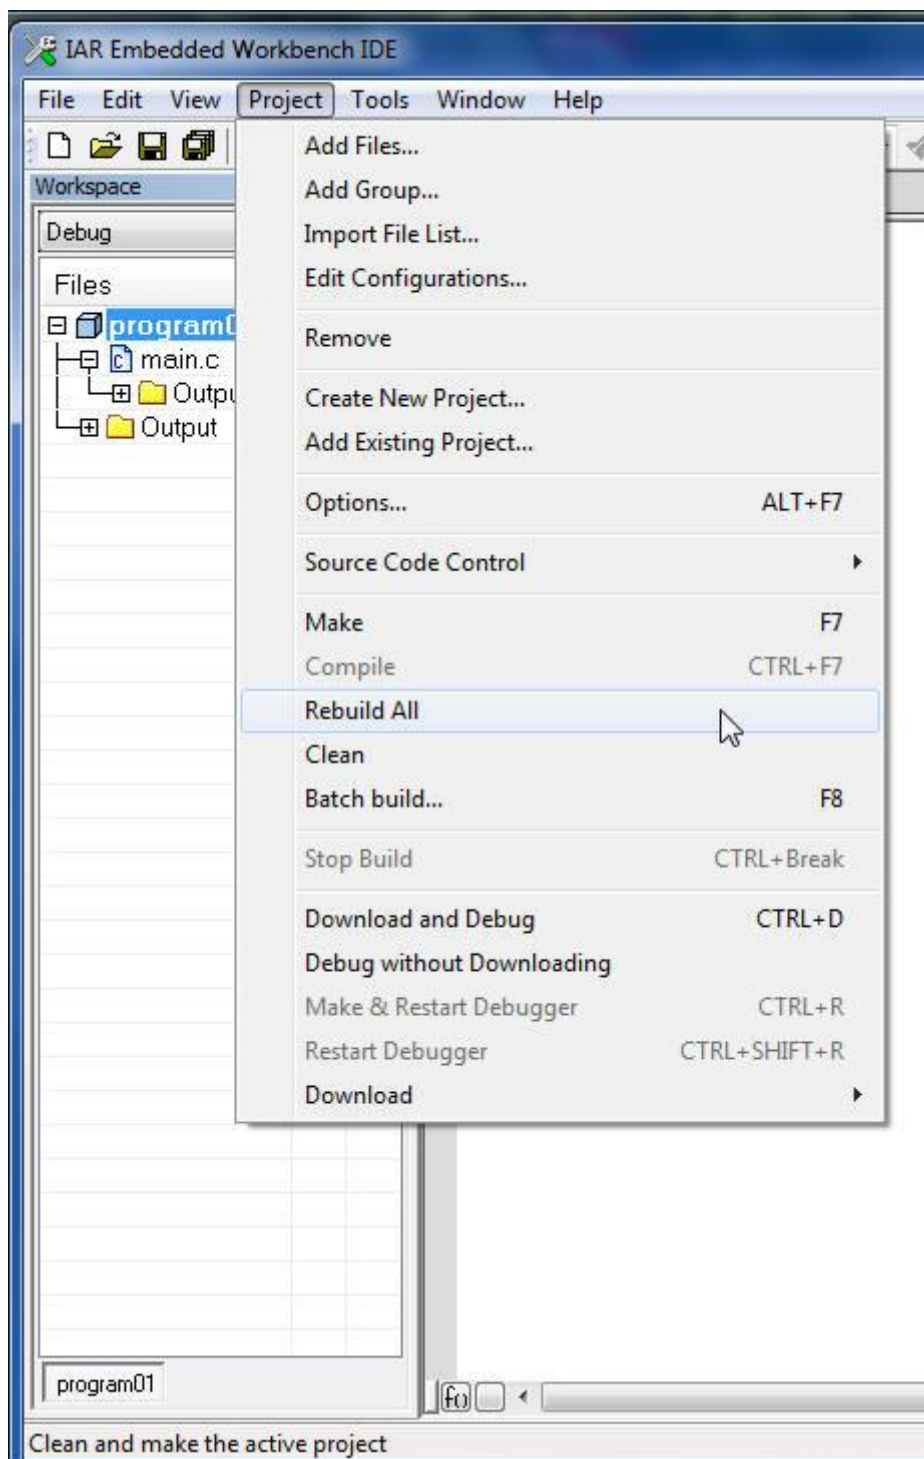 IAR Embedded Workbench IDE
File Edit View Project Tools Window Help
Workspace
Debug
Files
main.c
Output
program01
Add Files...
Add Group...
Import File List...
Edit Configurations...
Remove
Create New Project...
Add Existing Project...
Options... ALT+F7
Source Code Control
Make F7
Compile CTRL+F7
Rebuild All
Clean
Batch build... F8
Stop Build CTRL+Break
Download and Debug CTRL+D
Debug without Downloading
Make & Restart Debugger CTRL+R
Restart Debugger CTRL+SHIFT+R
Download
Clean and make the active project